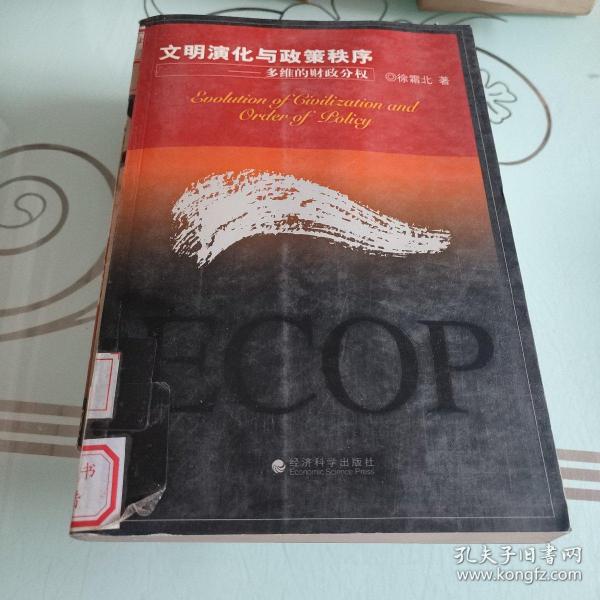 文明演化与政策秩序
——多维的财政分权
◎徐霜北 著
Evolution of Civilization and
Order of Policy
ECOP
经济科学出版社
Economic Science Press
书
孔夫子旧书网
www.kongfz.com